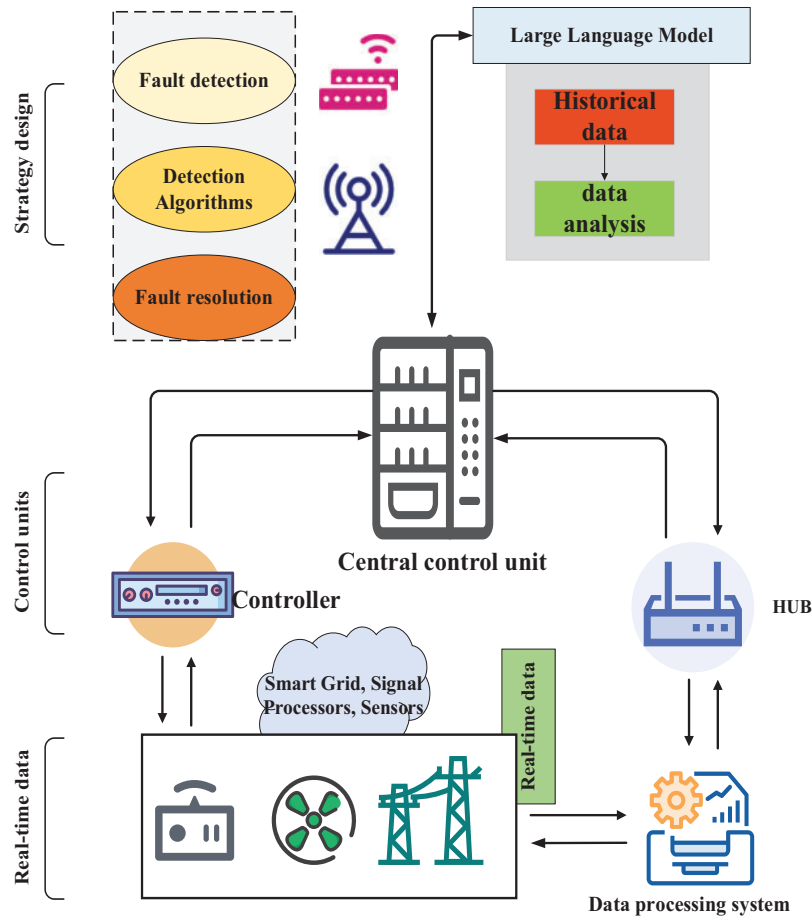 Strategy design
Fault detection
Detection
Algorithms
Fault resolution
Large Language Model
Historical
data
data
analysis
Control units
Central control unit
Controller
HUB
Real-time data
Smart Grid, Signal
Processors, Sensors
Real-time data
Data processing system